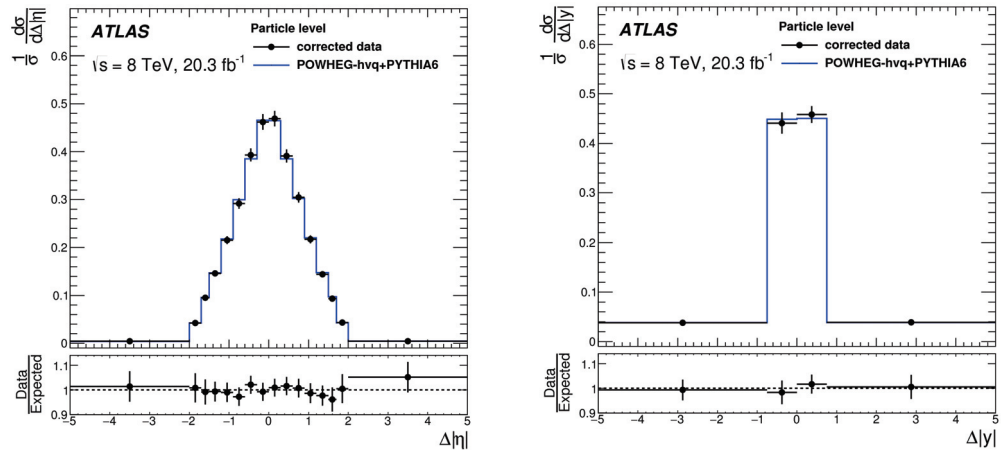 ATLAS
√s = 8 TeV, 20.3 fb⁻¹
Particle level
corrected data
POWHEG-hvq+PYTHIA6
1/σ dσ/dΔ|η|
0.6
0.5
0.4
0.3
0.2
0.1
0
Data/Expected
1.1
1
0.9
−5 −4 −3 −2 −1 0 1 2 3 4 5
Δ|η|
ATLAS
√s = 8 TeV, 20.3 fb⁻¹
Particle level
corrected data
POWHEG-hvq+PYTHIA6
1/σ dσ/dΔ|y|
0.6
0.5
0.4
0.3
0.2
0.1
0
Data/Expected
1.1
1
0.9
−5 −4 −3 −2 −1 0 1 2 3 4 5
Δ|y|